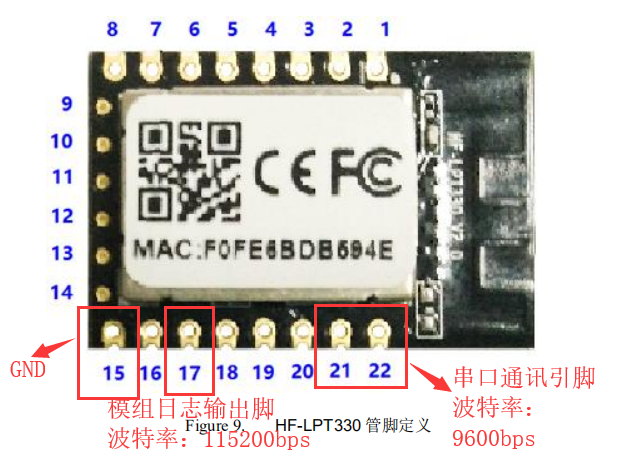 8 7 6 5 4 3 2 1
9
10
11
12
13
14
CE FC
MAC:F0FE6BDB694E
HF-LPT330 V2.0
15 16 17 18 19 20 21 22
GND
模组日志输出脚
波特率：115200bps
串口通讯引脚
波特率：
9600bps
Figure 9. HF-LPT330 管脚定义